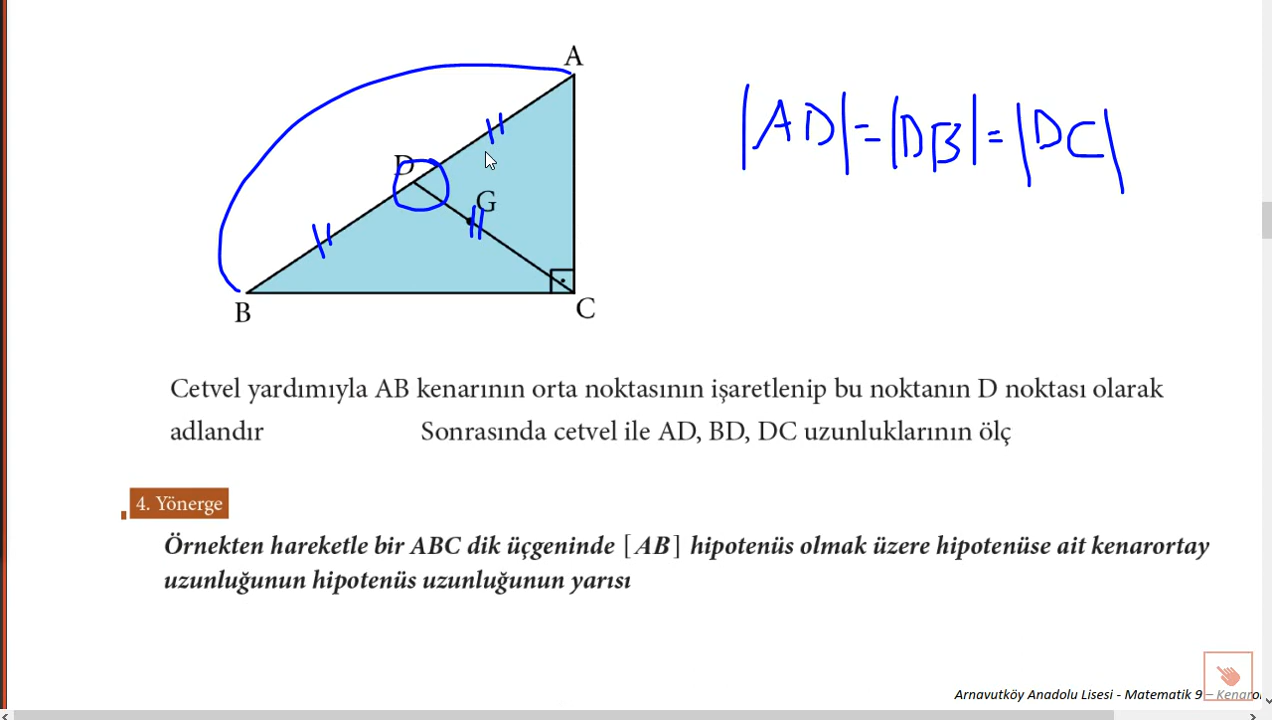 A
|AD|=|DB|=|DC|
D
G
B
C
Cetvel yardımıyla AB kenarının orta noktasının işaretlenip bu noktanın D noktası olarak
adlandır Sonrasında cetvel ile AD, BD, DC uzunluklarının ölç
4. Yönerge
Örnekten hareketle bir ABC dik üçgeninde [AB] hipotenüs olmak üzere hipotenüse ait kenarortay
uzunluğunun hipotenüs uzunluğunun yarısı
Arnavutköy Anadolu Lisesi - Matematik 9 – Kenaro